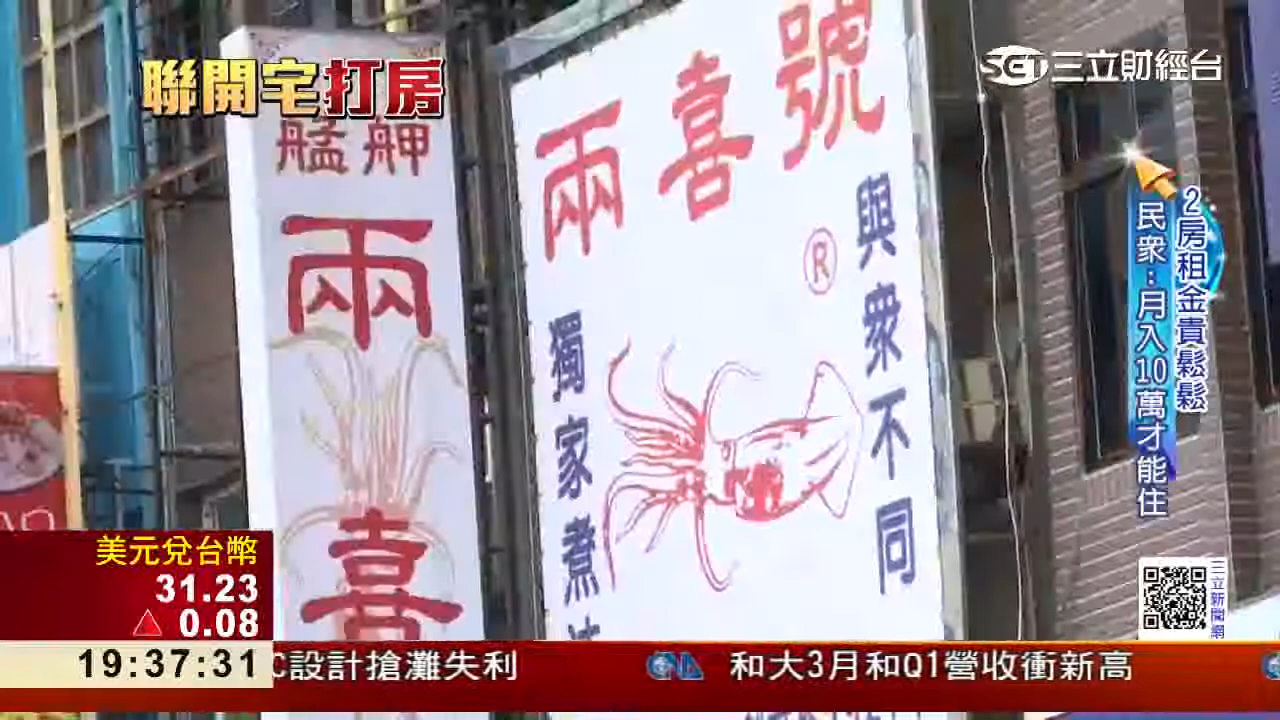 聯開宅打房
SET三立財經台
艋舺
兩喜
兩喜號
®
與眾不同
獨家煮
2房租金貴鬆鬆
民眾：月入10萬才能住
三立新聞網
美元兌台幣
31.23
▲ 0.08
19:37:31
C設計搶灘失利
和大3月和Q1營收衝新高